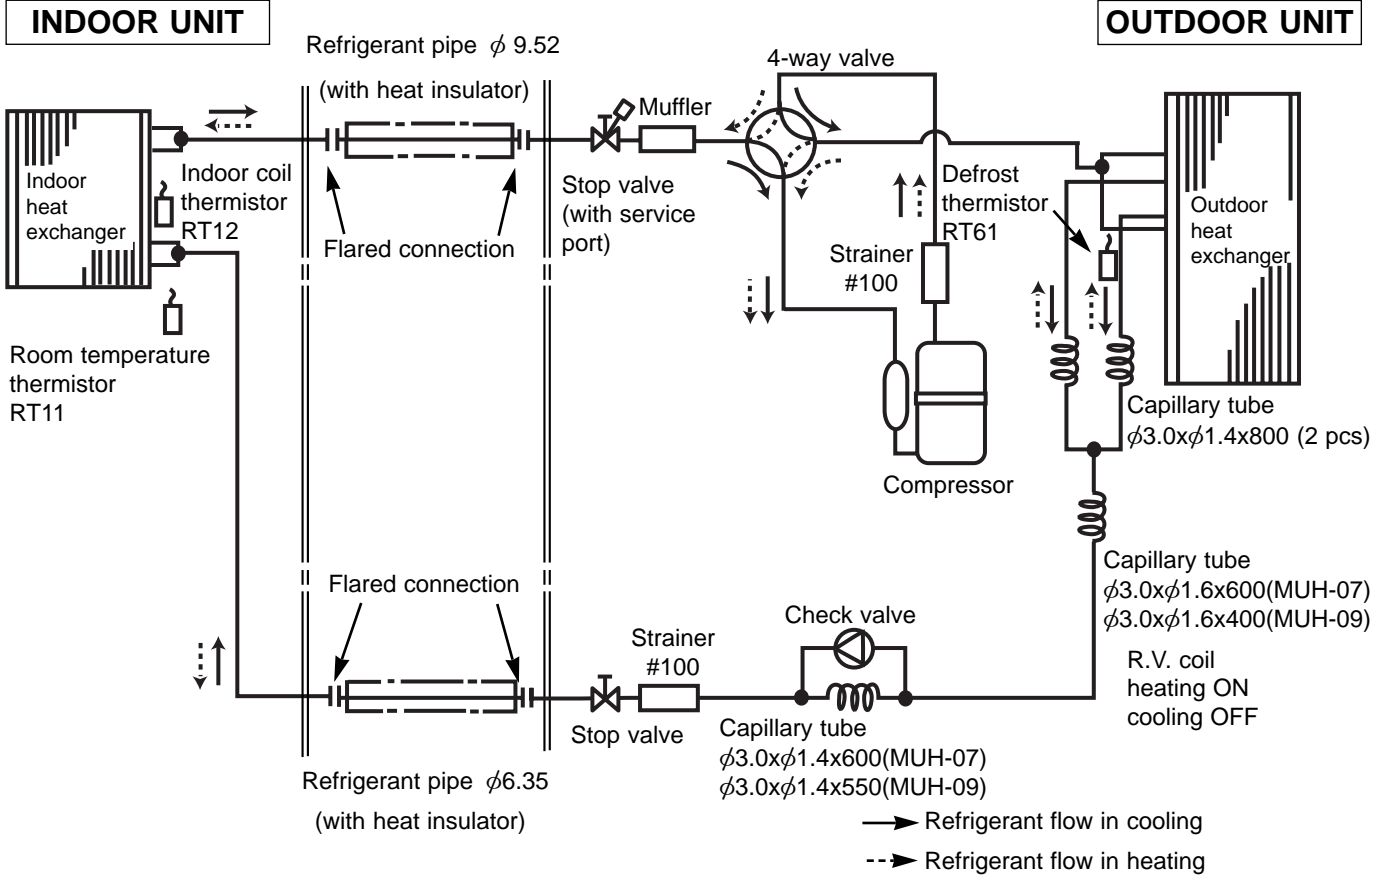 INDOOR UNIT
OUTDOOR UNIT
Refrigerant pipe ϕ 9.52
(with heat insulator)
4-way valve
Muffler
Indoor
heat
exchanger
Indoor coil
thermistor
RT12
Flared connection
Stop valve
(with service
port)
Defrost
thermistor
RT61
Strainer
#100
Outdoor
heat
exchanger
Room temperature
thermistor
RT11
Capillary tube
ϕ3.0xϕ1.4x800 (2 pcs)
Compressor
Capillary tube
ϕ3.0xϕ1.6x600(MUH-07)
ϕ3.0xϕ1.6x400(MUH-09)
Flared connection
Check valve
Strainer
#100
R.V. coil
heating ON
cooling OFF
Stop valve
Capillary tube
ϕ3.0xϕ1.4x600(MUH-07)
ϕ3.0xϕ1.4x550(MUH-09)
Refrigerant pipe ϕ6.35
(with heat insulator)
Refrigerant flow in cooling
Refrigerant flow in heating